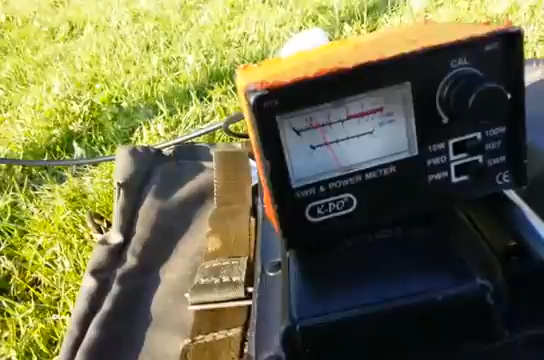 CAL
10W 100W
FWD REF
PWR SWR
SWR & POWER METER
K-PO
CE